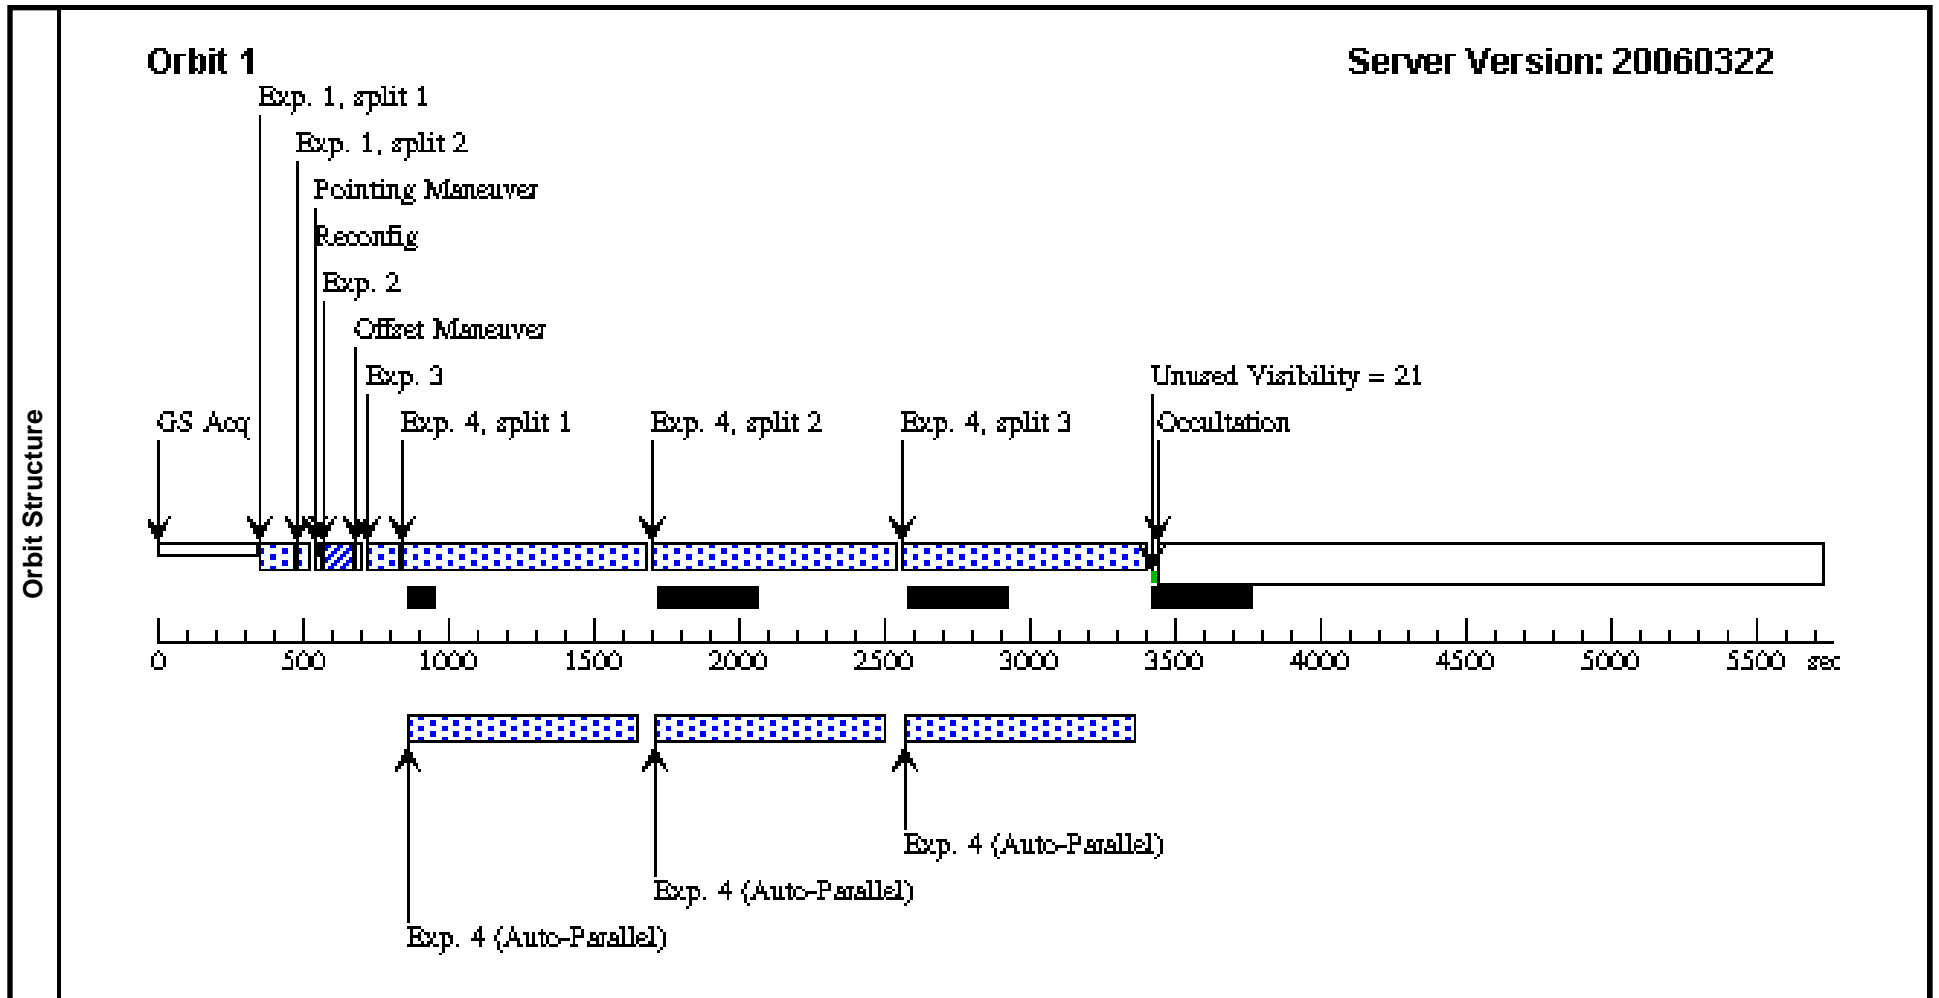 Orbit 1
Server Version: 20060322
Exp. 1, split 1
Exp. 1, split 2
Pointing Maneuver
Reconfig
Exp. 2
Offset Maneuver
Exp. 3
Unused Visibility = 21
GS Acq
Exp. 4, split 1
Exp. 4, split 2
Exp. 4, split 3
Occultation
Orbit Structure
0 500 1000 1500 2000 2500 3000 3500 4000 4500 5000 5500 sec
Exp. 4 (Auto-Parallel)
Exp. 4 (Auto-Parallel)
Exp. 4 (Auto-Parallel)